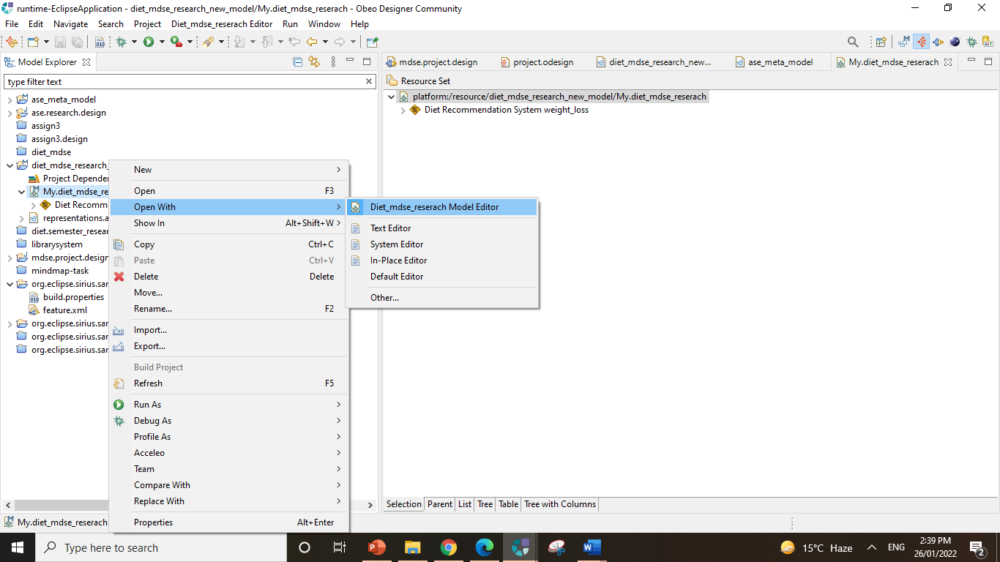 runtime-EclipseApplication - diet_mdse_research_new_model/My.diet_mdse_reserach - Obeo Designer Community
File Edit Navigate Search Project Diet_mdse_reserach Editor Run Window Help
Model Explorer
type filter text
ase_meta_model
ase.research.design
assign3
assign3.design
diet_mdse
diet_mdse_research_
Project Depender
My.diet_mdse_re
Diet Recomm
representations.a
diet.semester_resear
librarysystem
mdse.project.design
mindmap-task
org.eclipse.sirius.sar
build.properties
feature.xml
org.eclipse.sirius.sar
org.eclipse.sirius.sar
org.eclipse.sirius.sar
New
Open F3
Open With
Show In Alt+Shift+W
Copy Ctrl+C
Paste Ctrl+V
Delete Delete
Move...
Rename... F2
Import...
Export...
Build Project
Refresh F5
Run As
Debug As
Profile As
Acceleo
Team
Compare With
Replace With
Properties Alt+Enter
Diet_mdse_reserach Model Editor
Text Editor
System Editor
In-Place Editor
Default Editor
Other...
mdse.project.design project.odesign diet_mdse_research_new... ase_meta_model My.diet_mdse_reserach
Resource Set
platform:/resource/diet_mdse_research_new_model/My.diet_mdse_reserach
Diet Recommendation System weight_loss
Selection Parent List Tree Table Tree with Columns
My.diet_mdse_reserach
Type here to search
15°C Haze
ENG
2:39 PM
26/01/2022
2